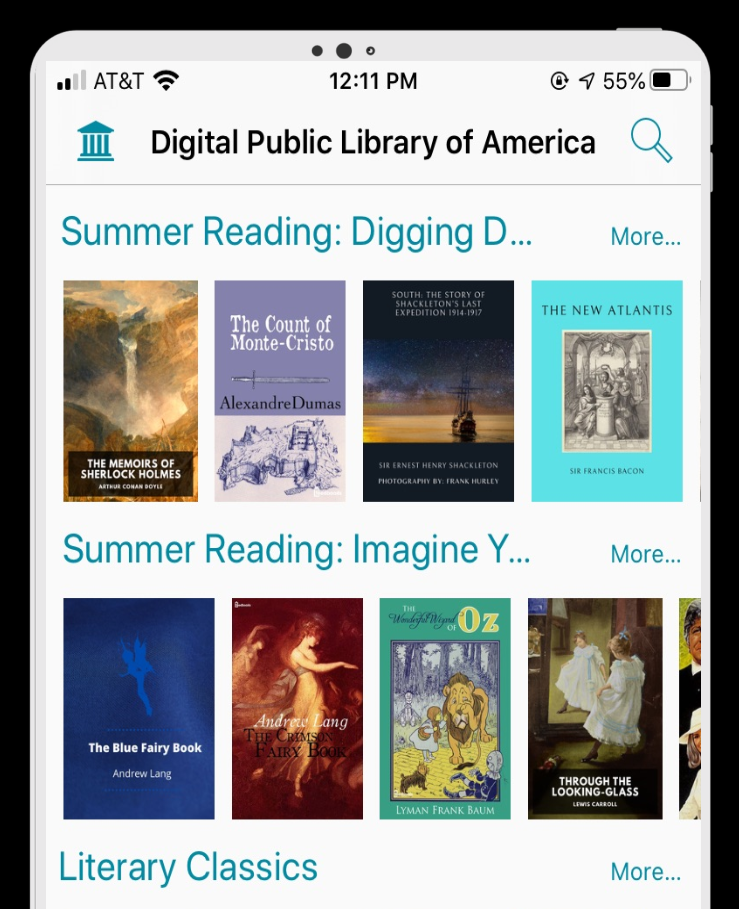 AT&T 12:11 PM 55%
Digital Public Library of America
Summer Reading: Digging D... More...
THE MEMOIRS OF
SHERLOCK HOLMES
ARTHUR CONAN DOYLE
The Count of
Monte-Cristo
Alexandre Dumas
SOUTH: THE STORY OF
SHACKLETON'S LAST
EXPEDITION 1914-1917
SIR ERNEST HENRY SHACKLETON
PHOTOGRAPHY BY: FRANK HURLEY
THE NEW ATLANTIS
SIR FRANCIS BACON
Summer Reading: Imagine Y... More...
The Blue Fairy Book
Andrew Lang
Andrew Lang
THE CRIMSON
FAIRY BOOK
THE
Wonderful Wizard
OF OZ
LYMAN FRANK BAUM
THROUGH THE
LOOKING-GLASS
LEWIS CARROLL
Literary Classics More...